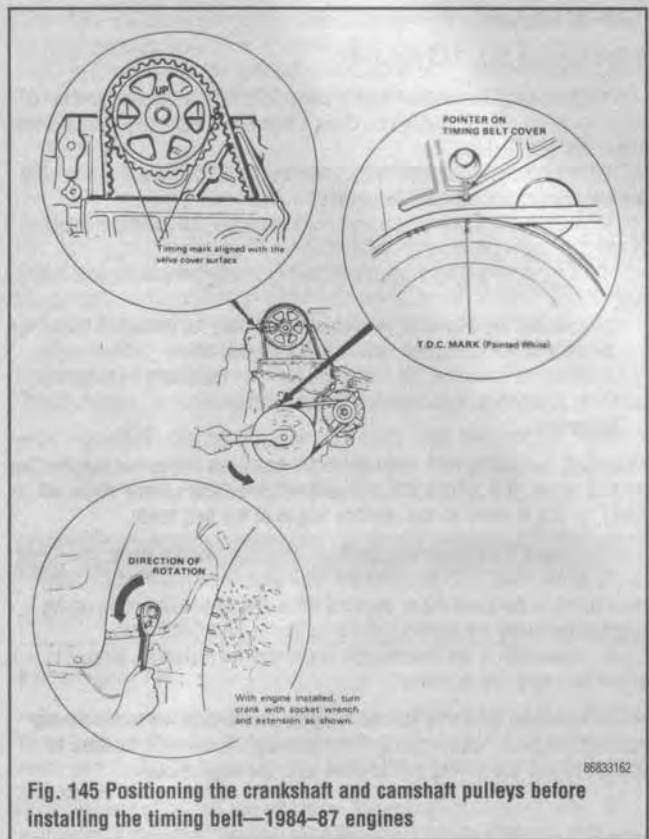 UP
Timing mark aligned with the
valve cover surface
POINTER ON
TIMING BELT COVER
T.D.C. MARK (Painted White)
DIRECTION OF
ROTATION
With engine installed, turn
crank with socket wrench
and extension as shown.
86833162
Fig. 145 Positioning the crankshaft and camshaft pulleys before
installing the timing belt—1984–87 engines